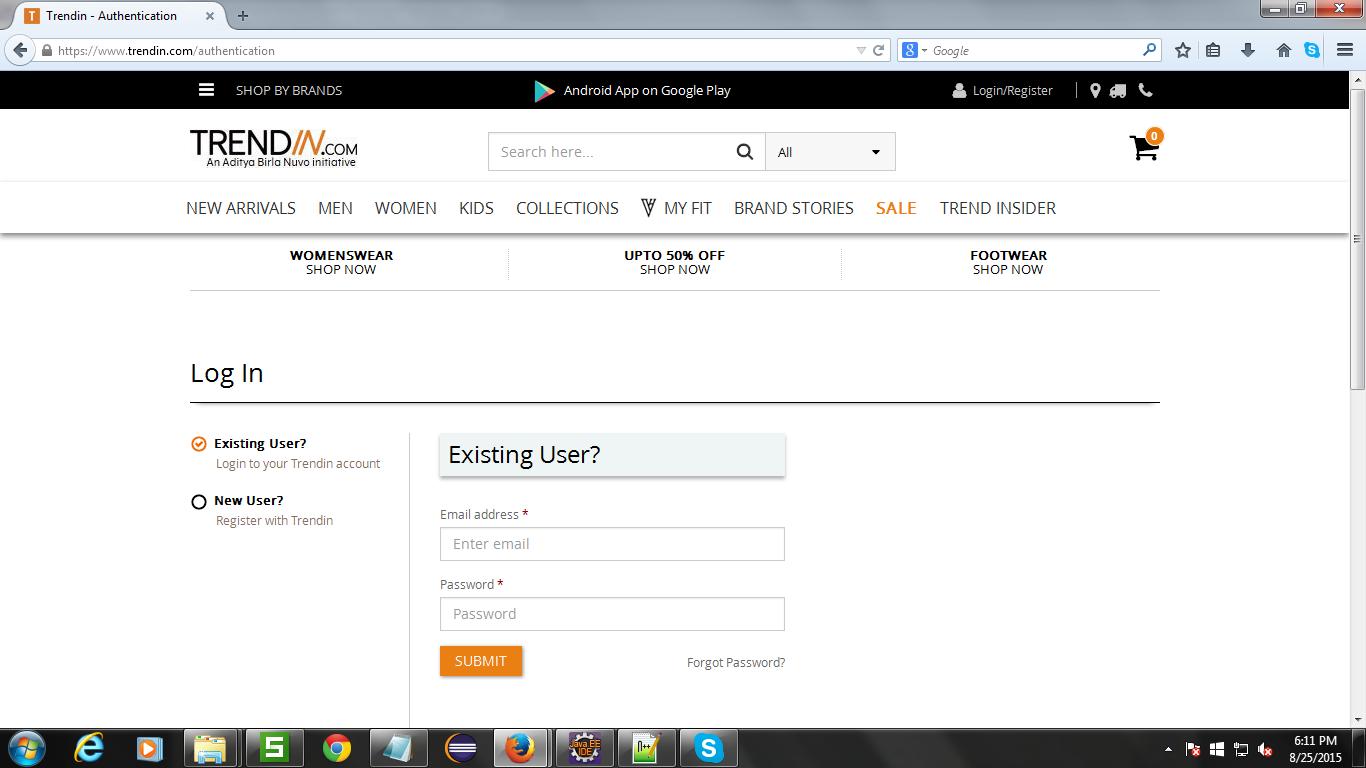 Trendin - Authentication
https://www.trendin.com/authentication
Google
SHOP BY BRANDS
Android App on Google Play
Login/Register
TRENDIN.COM
An Aditya Birla Nuvo initiative
Search here...
All
0
NEW ARRIVALS MEN WOMEN KIDS COLLECTIONS MY FIT BRAND STORIES SALE TREND INSIDER
WOMENSWEAR
SHOP NOW
UPTO 50% OFF
SHOP NOW
FOOTWEAR
SHOP NOW
Log In
Existing User?
Login to your Trendin account
New User?
Register with Trendin
Existing User?
Email address *
Enter email
Password *
Password
SUBMIT
Forgot Password?
Java EE
IDE
6:11 PM
8/25/2015